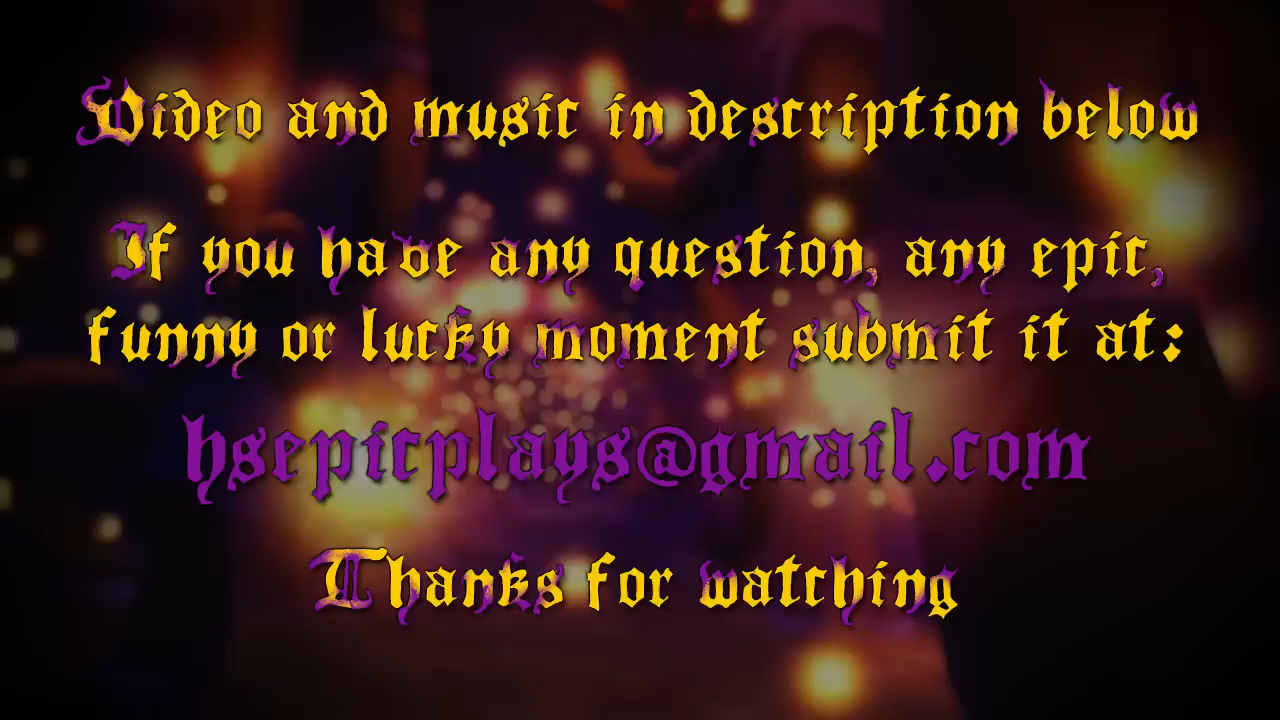 Video and music in description below
If you have any question, any epic,
funny or lucky moment submit it at:
hsepicplays@gmail.com
Thanks for watching